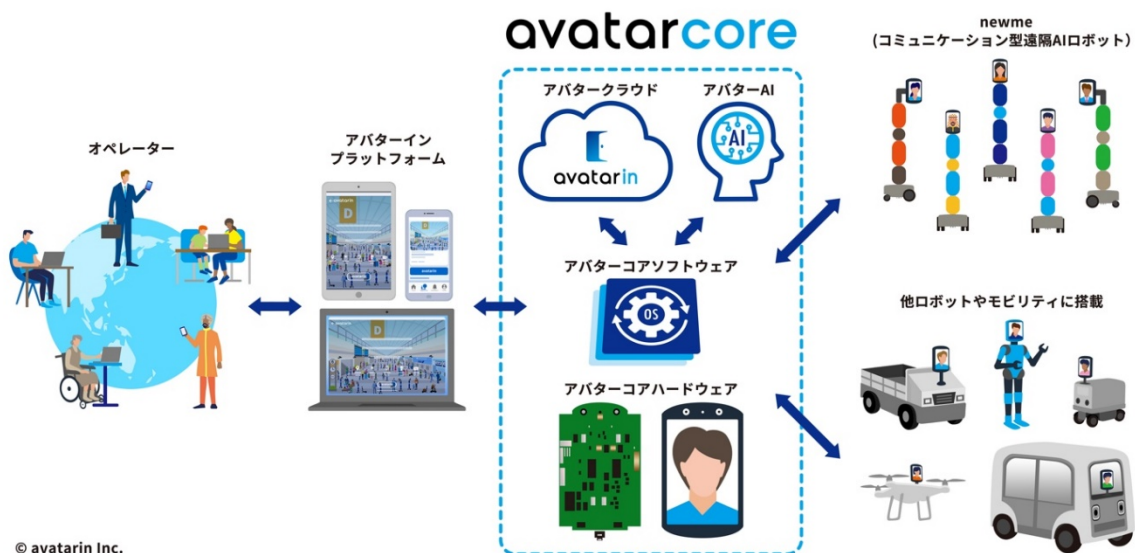 avatarcore
newme
(コミュニケーション型遠隔AIロボット)
アバタークラウド
アバターAI
AI
avatarin
オペレーター
アバターイン
プラットフォーム
D
avatarin
D
アバターコアソフトウェア
OS
他ロボットやモビリティに搭載
D
アバターコアハードウェア
© avatarin Inc.